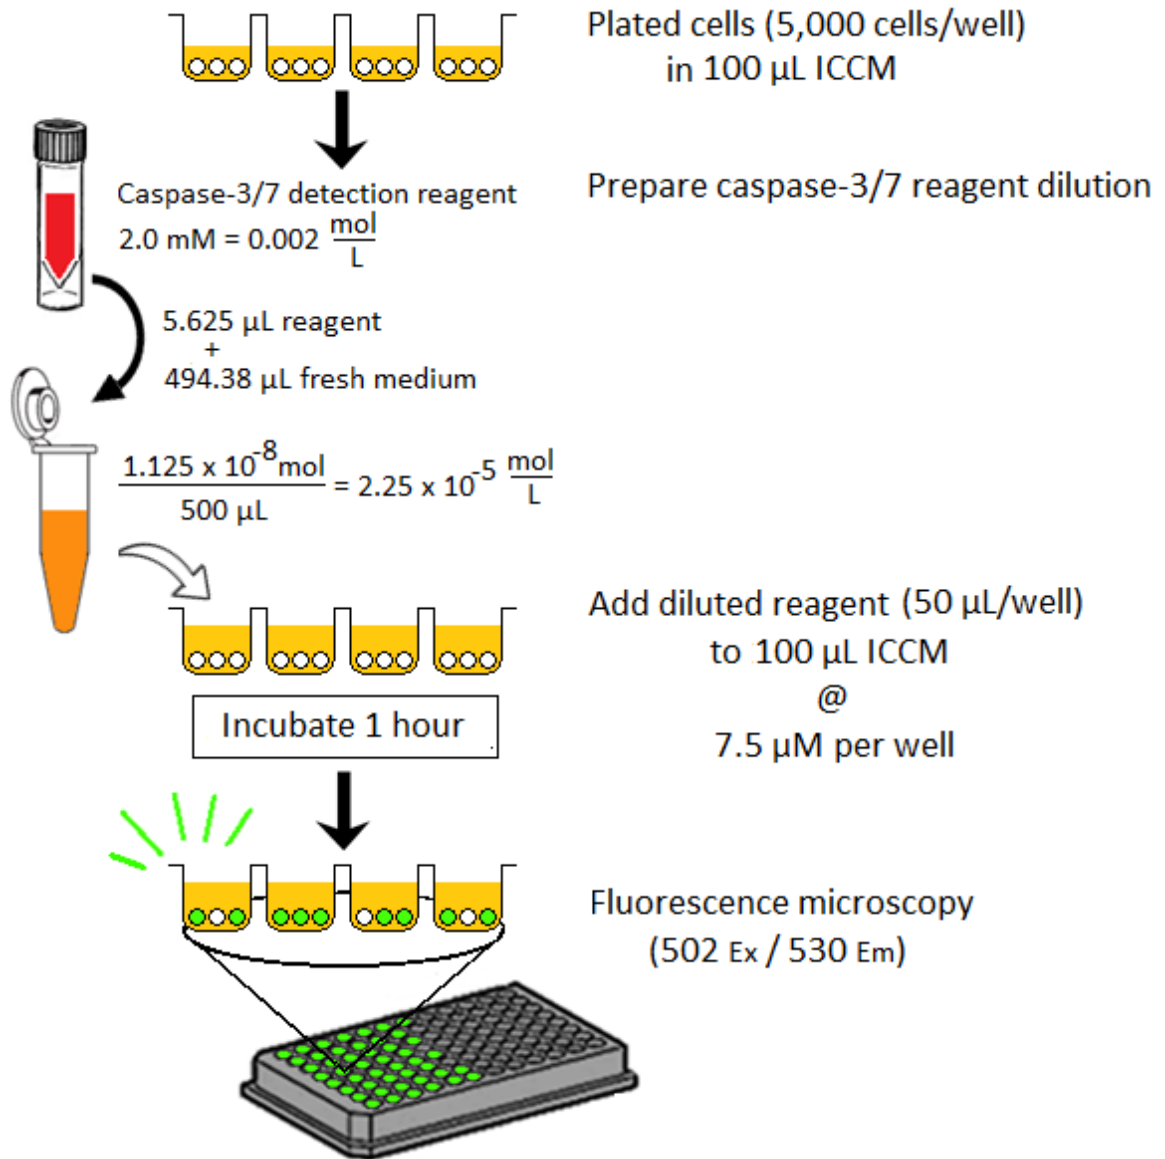 Plated cells (5,000 cells/well)
in 100 µL ICCM
Prepare caspase-3/7 reagent dilution
Caspase-3/7 detection reagent
2.0 mM = 0.002 mol/L
5.625 µL reagent
+
494.38 µL fresh medium
1.125 x 10^-8 mol / 500 µL = 2.25 x 10^-5 mol/L
Add diluted reagent (50 µL/well)
to 100 µL ICCM
@
7.5 µM per well
Incubate 1 hour
Fluorescence microscopy
(502 Ex / 530 Em)